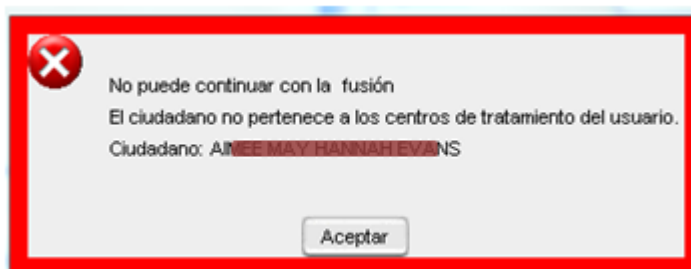 No puede continuar con la fusión
El ciudadano no pertenece a los centros de tratamiento del usuario.
Ciudadano:
Aceptar